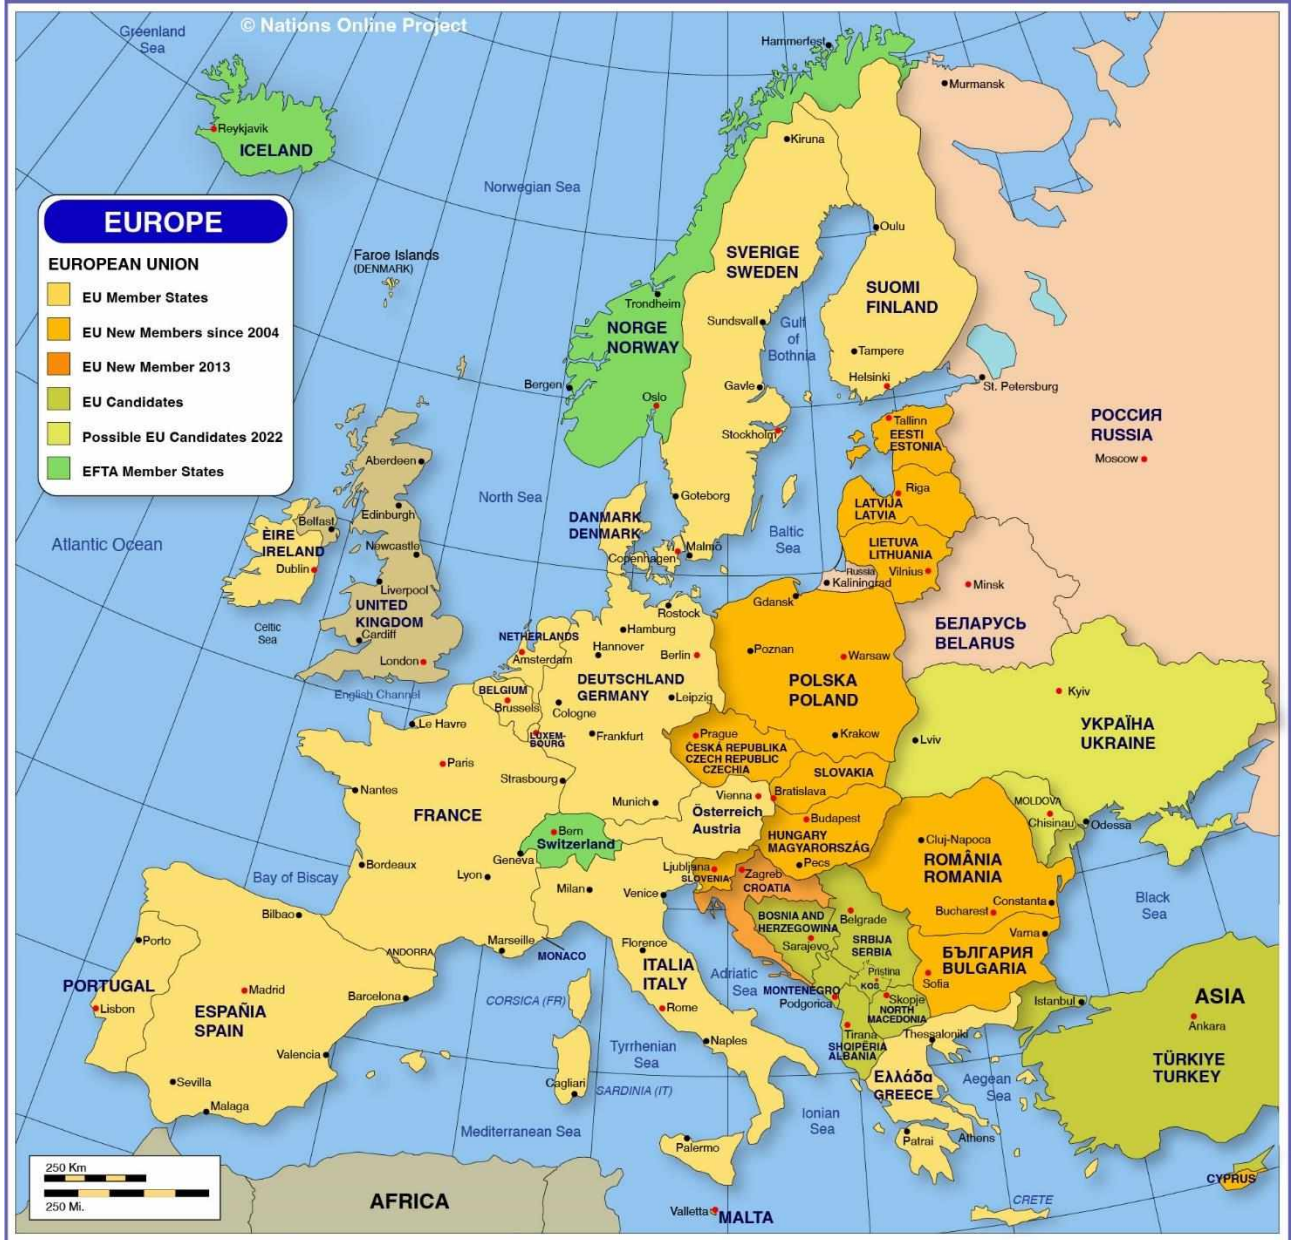 © Nations Online Project
Greenland
Sea
Hammerfest
Murmansk
Reykjavik
ICELAND
Kiruna
Norwegian Sea
EUROPE
EUROPEAN UNION
EU Member States
EU New Members since 2004
EU New Member 2013
EU Candidates
Possible EU Candidates 2022
EFTA Member States
Faroe Islands
(DENMARK)
Oulu
SVERIGE
SWEDEN
SUOMI
FINLAND
Trondheim
NORGE
NORWAY
Sundsvall
Gulf
of
Bothnia
Tampere
Helsinki
St. Petersburg
Bergen
Gavle
Oslo
Stockholm
РОССИЯ
RUSSIA
Moscow
Tallinn
EESTI
ESTONIA
Aberdeen
North Sea
Goteborg
Riga
LATVIJA
LATVIA
Edinburgh
Belfast
DANMARK
DENMARK
Baltic
Sea
ÈIRE
IRELAND
Dublin
Atlantic Ocean
Newcastle
Malmö
Copenhagen
LIETUVA
LITHUANIA
Vilnius
Russia
Kaliningrad
Minsk
Liverpool
UNITED
KINGDOM
Celtic
Sea
Cardiff
London
Gdansk
Rostock
Hamburg
БЕЛАРУСЬ
BELARUS
NETHERLANDS
Amsterdam
Hannover
Berlin
Poznan
Warsaw
English Channel
BELGIUM
Brussels
DEUTSCHLAND
GERMANY
Leipzig
Cologne
POLSKA
POLAND
Kyiv
Le Havre
LUXEM-
BOURG
Frankfurt
Prague
ČESKÁ REPUBLIKA
CZECH REPUBLIC
CZECHIA
Krakow
Lviv
УКРАЇНА
UKRAINE
Paris
Strasbourg
SLOVAKIA
Nantes
Munich
Vienna
Bratislava
Österreich
Austria
MOLDOVA
Chisinau
Odessa
FRANCE
Bern
Switzerland
Geneva
Budapest
HUNGARY
MAGYARORSZÁG
Pecs
Cluj-Napoca
ROMÂNIA
ROMANIA
Bordeaux
Lyon
Bay of Biscay
Milan
Venice
Ljubljana
SLOVENIA
Zagreb
CROATIA
Constanta
Bucharest
Black
Sea
Bilbao
BOSNIA AND
HERZEGOWINA
Sarajevo
Belgrade
SRBIJA
SERBIA
Varna
БЪЛГАРИЯ
BULGARIA
Sofia
Porto
ANDORRA
Marseille
MONACO
Florence
ITALIA
ITALY
Adriatic
Sea
Pristina
KOS
MONTENEGRO
Podgorica
PORTUGAL
Lisbon
Madrid
ESPAÑIA
SPAIN
Barcelona
CORSICA (FR)
Rome
Skopje
NORTH
MACEDONIA
Istanbul
ASIA
Ankara
Valencia
Tyrrhenian
Sea
Naples
Tirana
SHQIPËRIA
ALBANIA
Thessaloniki
TÜRKIYE
TURKEY
Sevilla
Malaga
Cagliari
SARDINIA (IT)
Ελλάδα
GREECE
Aegean
Sea
Mediterranean Sea
Ionian
Sea
Palermo
Patrai
Athens
250 Km
250 Mi.
AFRICA
Valletta
MALTA
CRETE
CYPRUS